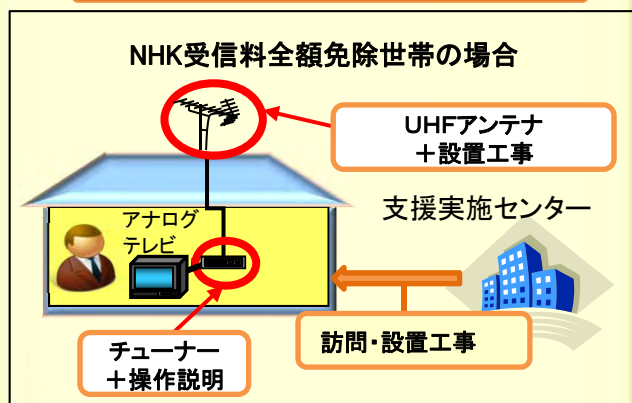 NHK受信料全額免除世帯の場合
UHFアンテナ
＋設置工事
支援実施センター
アナログ
テレビ
訪問・設置工事
チューナー
＋操作説明